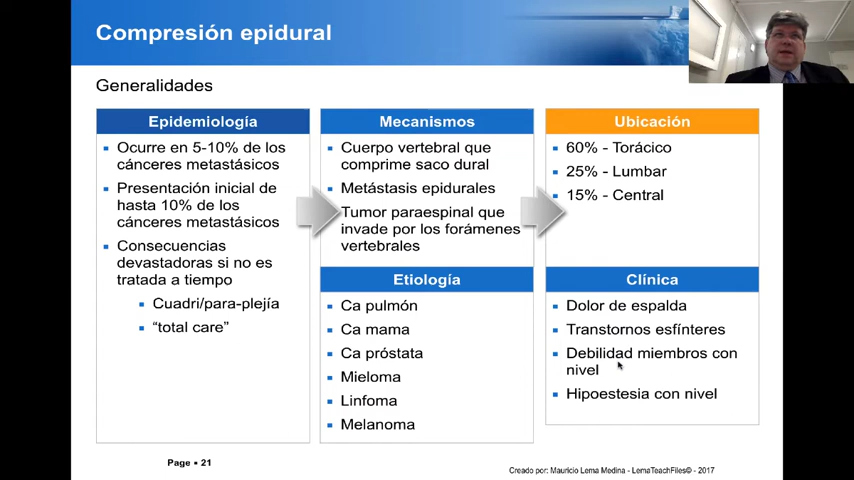 Compresión epidural
Generalidades
Epidemiología
Ocurre en 5-10% de los
cánceres metastásicos
Presentación inicial de
hasta 10% de los
cánceres metastásicos
Consecuencias
devastadoras si no es
tratada a tiempo
Cuadri/para-plejía
“total care”
Mecanismos
Cuerpo vertebral que
comprime saco dural
Metástasis epidurales
Tumor paraespinal que
invade por los forámenes
vertebrales
Etiología
Ca pulmón
Ca mama
Ca próstata
Mieloma
Linfoma
Melanoma
Ubicación
60% - Torácico
25% - Lumbar
15% - Central
Clínica
Dolor de espalda
Transtornos esfínteres
Debilidad miembros con
nivel
Hipoestesia con nivel
Page ▪ 21
Creado por: Mauricio Lema Medina - LemaTeachFiles© - 2017